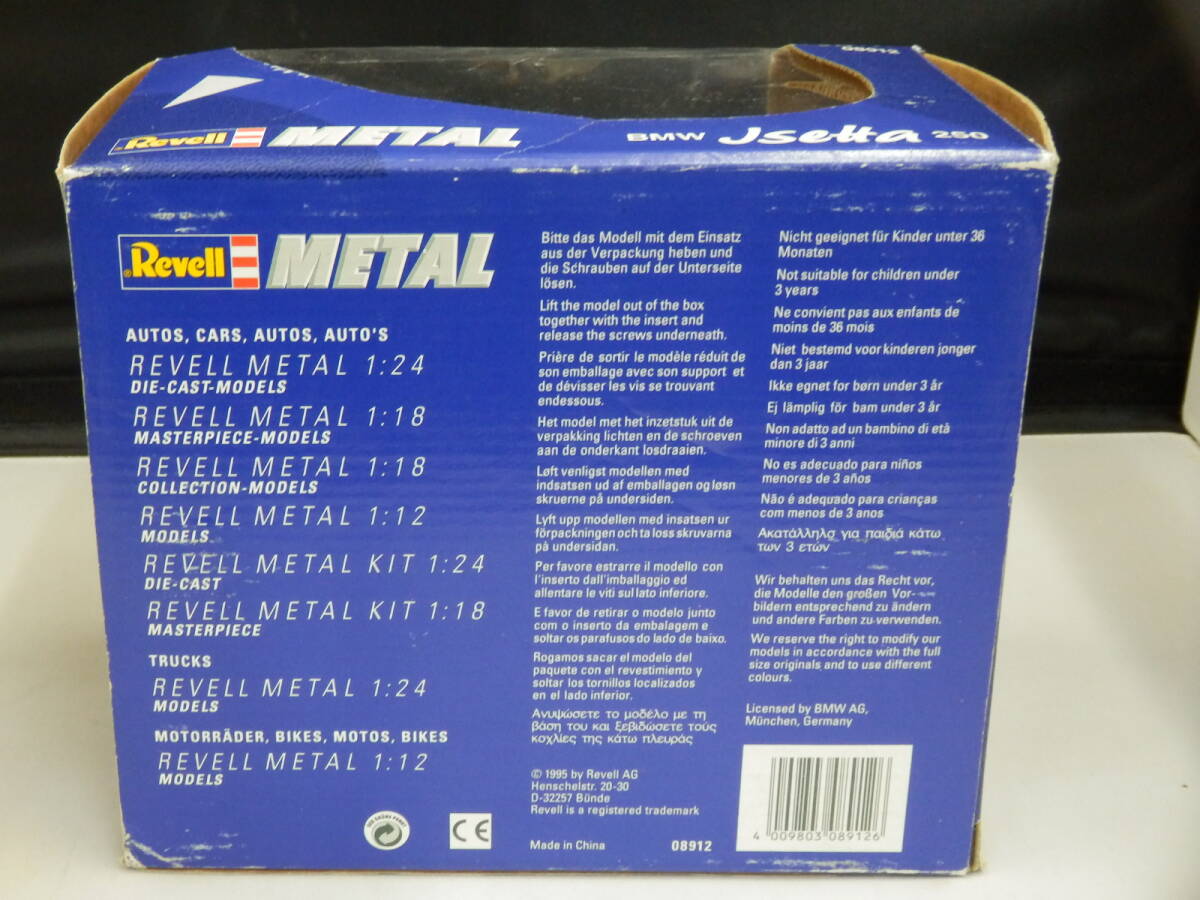 08912
Revell METAL
BMW Jsetta 250
Revell METAL
AUTOS, CARS, AUTOS, AUTO'S
REVELL METAL 1:24
DIE-CAST-MODELS
REVELL METAL 1:18
MASTERPIECE-MODELS
REVELL METAL 1:18
COLLECTION-MODELS
REVELL METAL 1:12
MODELS
REVELL METAL KIT 1:24
DIE-CAST
REVELL METAL KIT 1:18
MASTERPIECE
TRUCKS
REVELL METAL 1:24
MODELS
MOTORRÄDER, BIKES, MOTOS, BIKES
REVELL METAL 1:12
MODELS
DER GRÜNE PUNKT
CE
Bitte das Modell mit dem Einsatz
aus der Verpackung heben und
die Schrauben auf der Unterseite
lösen.
Lift the model out of the box
together with the insert and
release the screws underneath.
Prière de sortir le modèle réduit de
son emballage avec son support et
de dévisser les vis se trouvant
endessous.
Het model met het inzetstuk uit de
verpakking lichten en de schroeven
aan de onderkant losdraaien.
Løft venligst modellen med
indsatsen ud af emballagen og løsn
skruerne på undersiden.
Lyft upp modellen med insatsen ur
förpackningen och ta loss skruvarna
på undersidan.
Per favore estrarre il modello con
l'inserto dall'imballaggio ed
allentare le viti sul lato inferiore.
E favor de retirar o modelo junto
com o inserto da embalagem e
soltar os parafusos do lado de baixo.
Rogamos sacar el modelo del
paquete con el revestimiento y
soltar los tornillos localizados
en el lado inferior.
Ανυψώσετε το μοδέλο με τη
βάση του και ξεβιδώσετε τούς
κοχλίες της κάτω πλευράς
© 1995 by Revell AG
Henschelstr. 20-30
D-32257 Bünde
Revell is a registered trademark
Made in China 08912
Nicht geeignet für Kinder unter 36
Monaten
Not suitable for children under
3 years
Ne convient pas aux enfants de
moins de 36 mois
Niet bestemd voor kinderen jonger
dan 3 jaar
Ikke egnet for børn under 3 år
Ej lämplig för barn under 3 år
Non adatto ad un bambino di età
minore di 3 anni
No es adecuado para niños
menores de 3 años
Não é adequado para crianças
com menos de 3 anos
Ακατάλληλα για παιδιά κάτω
των 3 ετών
Wir behalten uns das Recht vor,
die Modelle den großen Vor-
bildern entsprechend zu ändern
und andere Farben zu verwenden.
We reserve the right to modify our
models in accordance with the full
size originals and to use different
colours.
Licensed by BMW AG,
München, Germany
4 009803 089126